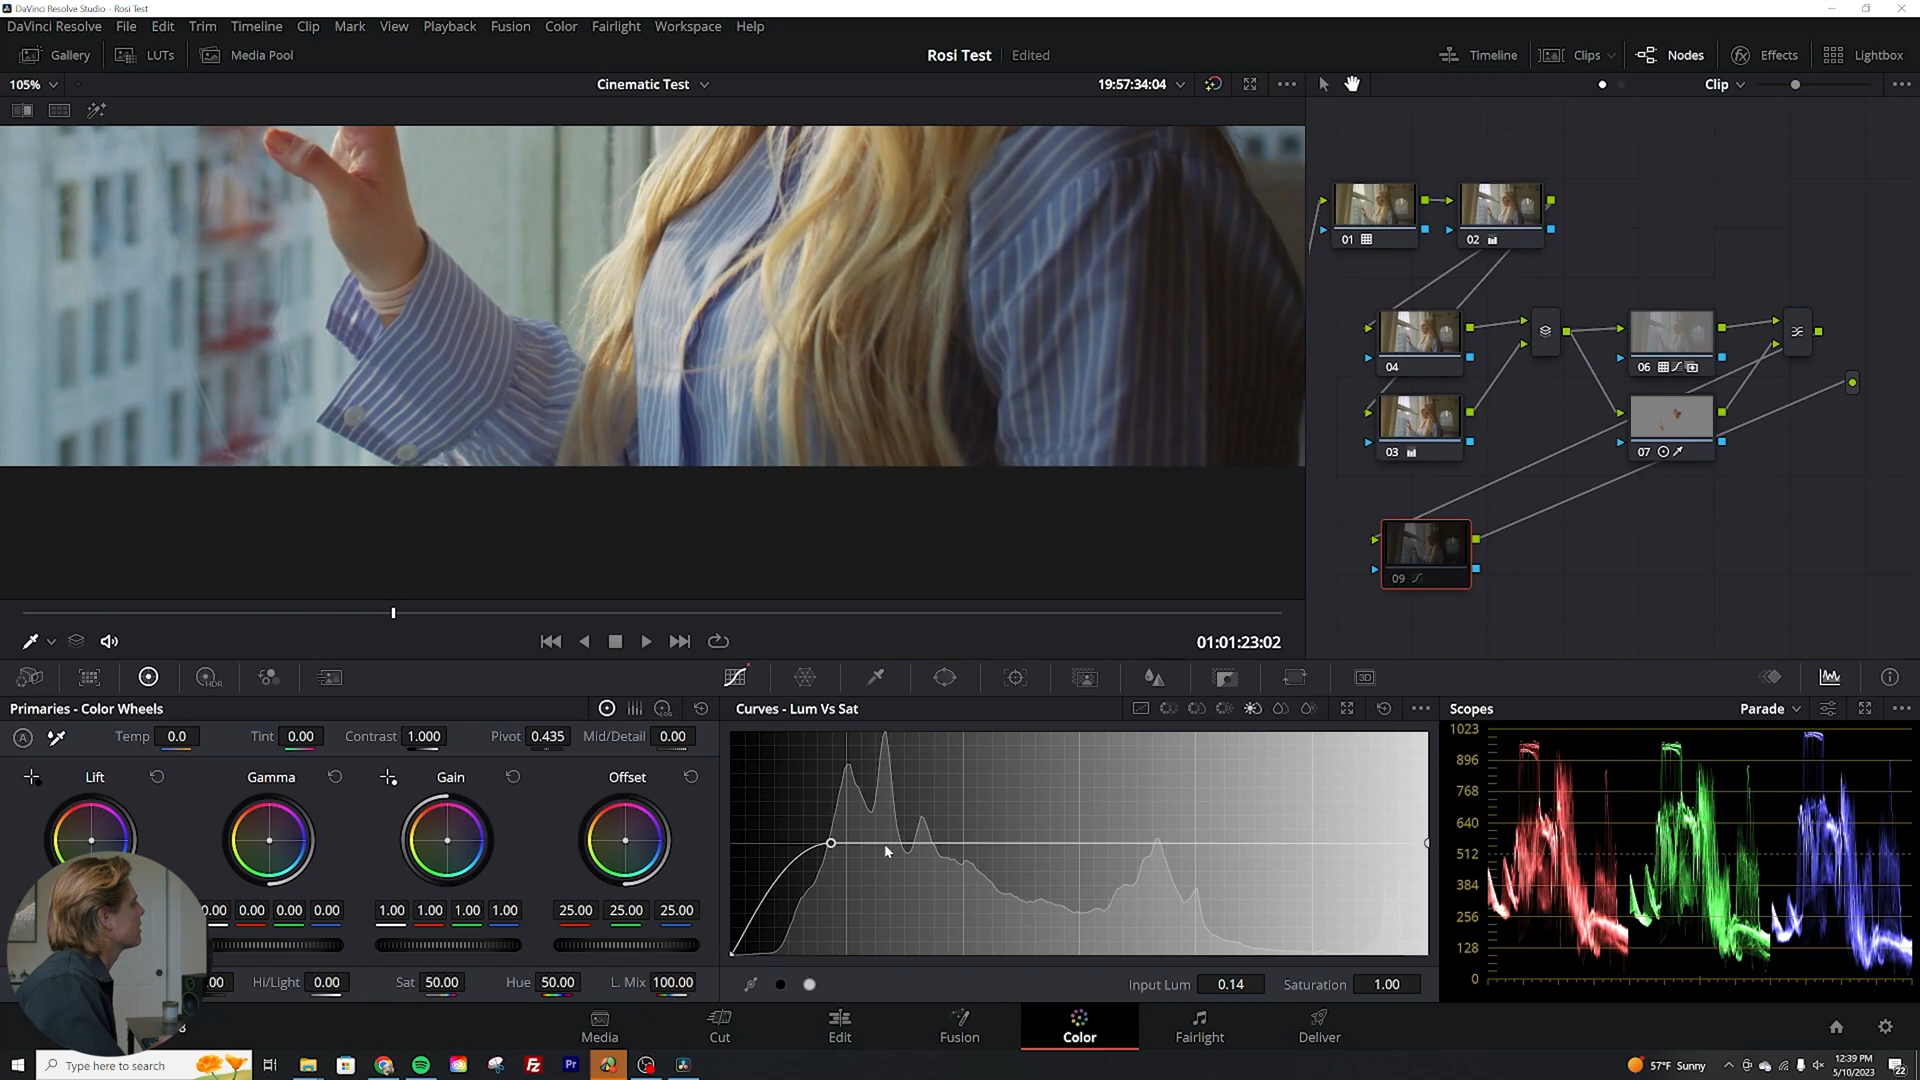 DaVinci Resolve Studio - Rosi Test
DaVinci Resolve File Edit Trim Timeline Clip Mark View Playback Fusion Color Fairlight Workspace Help
Gallery LUTs Media Pool Rosi Test Edited Timeline Clips Nodes Effects Lightbox
105% Cinematic Test 19:57:34:04 Clip
01 02
04 06
03 07
09
01:01:23:02
HDR 3D
Primaries - Color Wheels Curves - Lum Vs Sat Scopes Parade
A Temp 0.0 Tint 0.00 Contrast 1.000 Pivot 0.435 Mid/Detail 0.00
Lift Gamma Gain Offset
0.00 0.00 0.00 0.00 1.00 1.00 1.00 1.00 25.00 25.00 25.00
.00 Hi/Light 0.00 Sat 50.00 Hue 50.00 L. Mix 100.00
Input Lum 0.14 Saturation 1.00
1023
896
768
640
512
384
256
128
0
Media Cut Edit Fusion Color Fairlight Deliver
Type here to search
Fz Pr
57°F Sunny
12:39 PM
5/10/2023
22